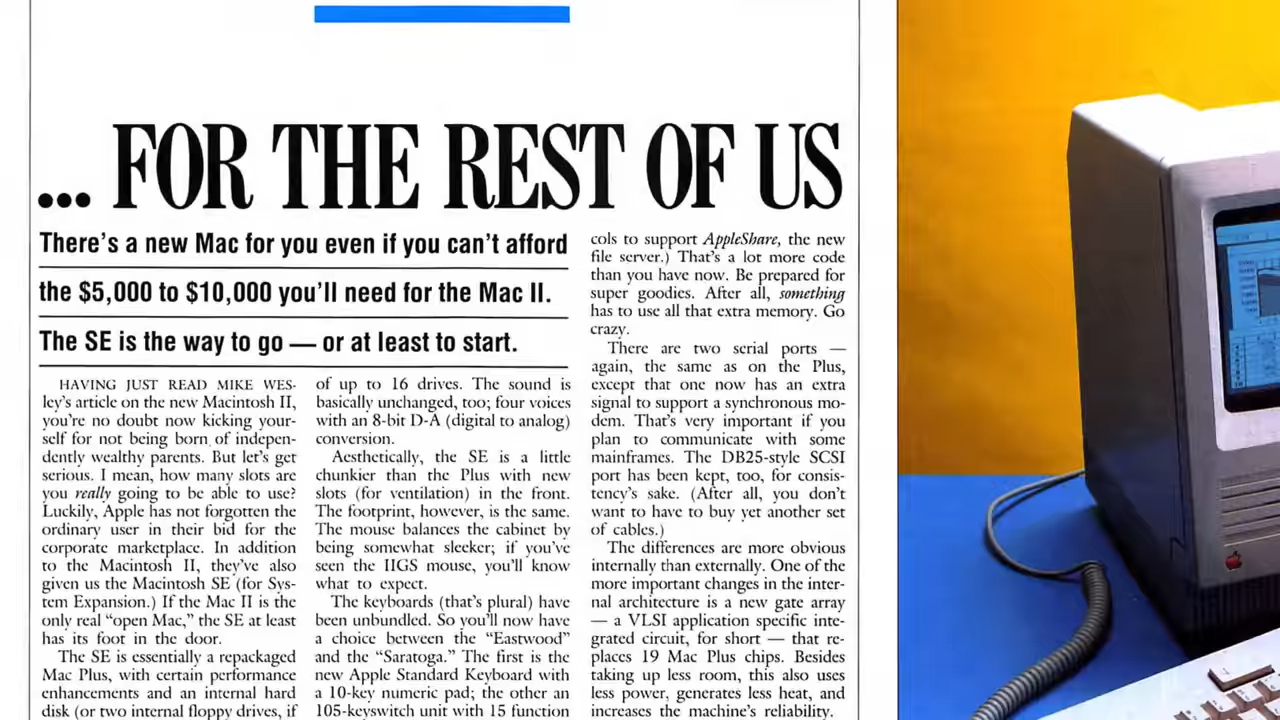 ... FOR THE REST OF US
There's a new Mac for you even if you can't afford
the $5,000 to $10,000 you'll need for the Mac II.
The SE is the way to go — or at least to start.
HAVING JUST READ MIKE WES-
ley's article on the new Macintosh II,
you're no doubt now kicking your-
self for not being born of indepen-
dently wealthy parents. But let's get
serious. I mean, how many slots are
you really going to be able to use?
Luckily, Apple has not forgotten the
ordinary user in their bid for the
corporate marketplace. In addition
to the Macintosh II, they've also
given us the Macintosh SE (for Sys-
tem Expansion.) If the Mac II is the
only real "open Mac," the SE at least
has its foot in the door.
The SE is essentially a repackaged
Mac Plus, with certain performance
enhancements and an internal hard
disk (or two internal floppy drives, if
of up to 16 drives. The sound is
basically unchanged, too; four voices
with an 8-bit D-A (digital to analog)
conversion.
Aesthetically, the SE is a little
chunkier than the Plus with new
slots (for ventilation) in the front.
The footprint, however, is the same.
The mouse balances the cabinet by
being somewhat sleeker; if you've
seen the IIGS mouse, you'll know
what to expect.
The keyboards (that's plural) have
been unbundled. So you'll now have
a choice between the "Eastwood"
and the "Saratoga." The first is the
new Apple Standard Keyboard with
a 10-key numeric pad; the other an
105-keyswitch unit with 15 function
cols to support AppleShare, the new
file server.) That's a lot more code
than you have now. Be prepared for
super goodies. After all, something
has to use all that extra memory. Go
crazy.
There are two serial ports —
again, the same as on the Plus,
except that one now has an extra
signal to support a synchronous mo-
dem. That's very important if you
plan to communicate with some
mainframes. The DB25-style SCSI
port has been kept, too, for consis-
tency's sake. (After all, you don't
want to have to buy yet another set
of cables.)
The differences are more obvious
internally than externally. One of the
more important changes in the inter-
nal architecture is a new gate array
— a VLSI application specific inte-
grated circuit, for short — that re-
places 19 Mac Plus chips. Besides
taking up less room, this also uses
less power, generates less heat, and
increases the machine's reliability.